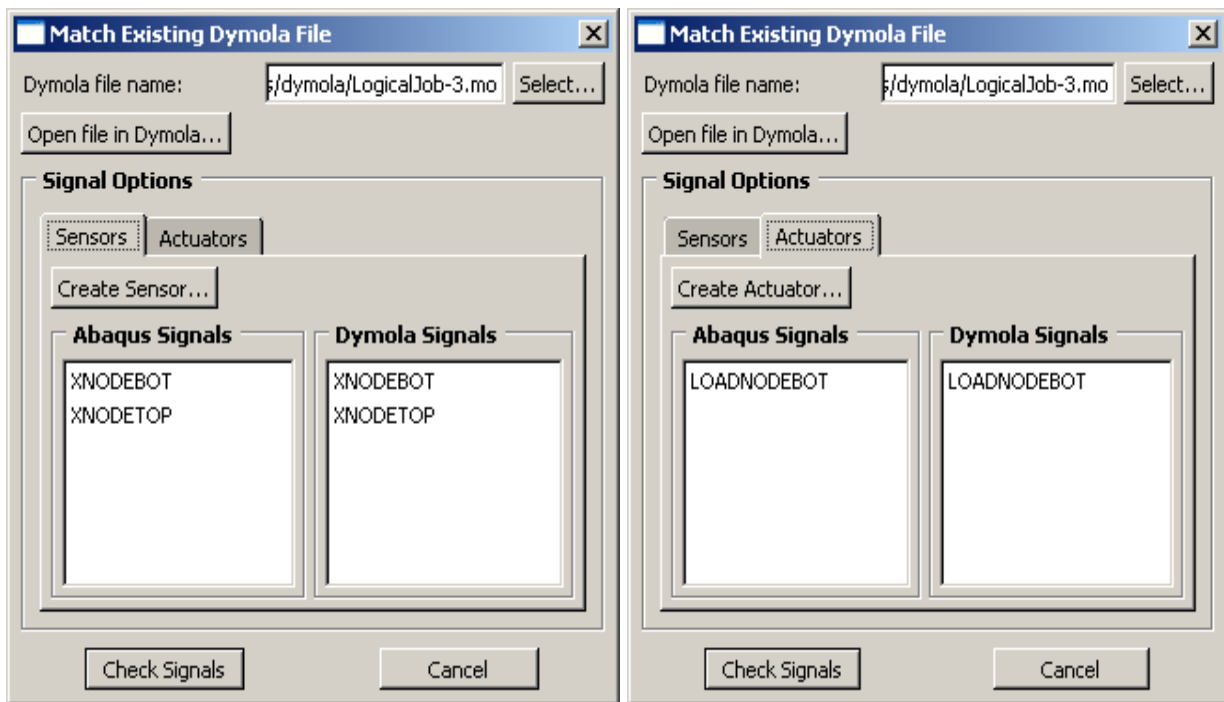 Match Existing Dymola File
Dymola file name: s/dymola/LogicalJob-3.mo Select...
Open file in Dymola...
Signal Options
Sensors Actuators
Create Sensor...
Abaqus Signals Dymola Signals
XNODEBOT XNODEBOT
XNODETOP XNODETOP
Check Signals Cancel
Match Existing Dymola File
Dymola file name: s/dymola/LogicalJob-3.mo Select...
Open file in Dymola...
Signal Options
Sensors Actuators
Create Actuator...
Abaqus Signals Dymola Signals
LOADNODEBOT LOADNODEBOT
Check Signals Cancel